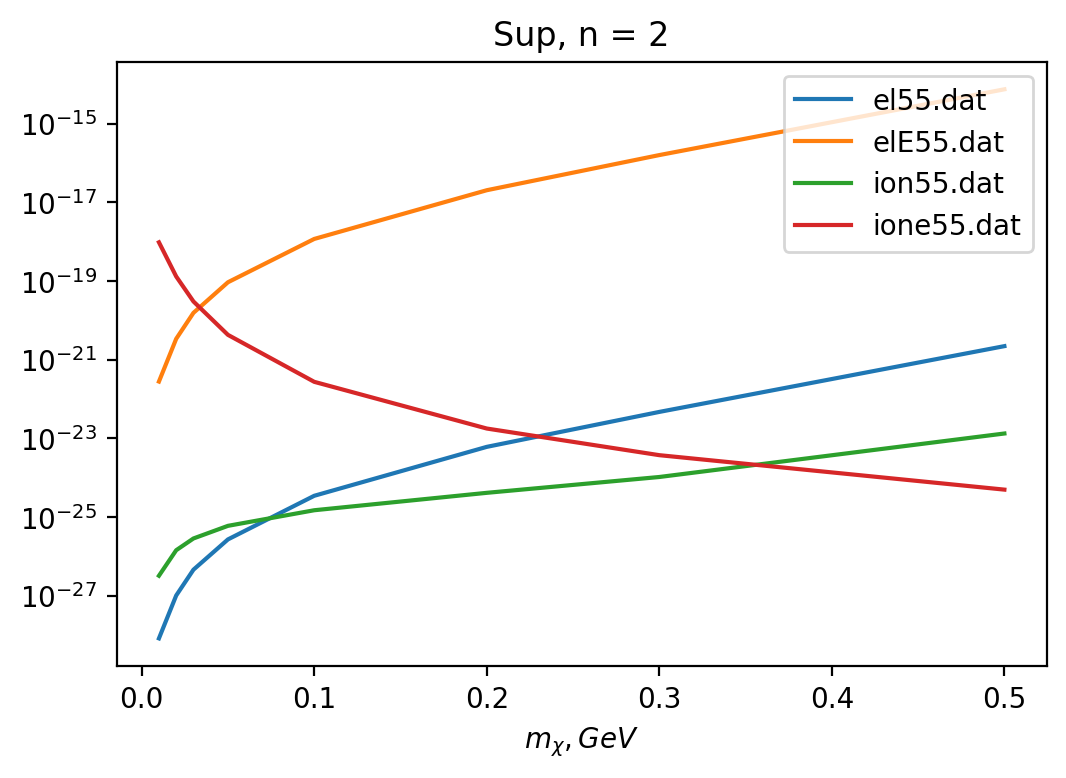 Sup, n = 2
el55.dat
elE55.dat
ion55.dat
ione55.dat
10⁻¹⁵
10⁻¹⁷
10⁻¹⁹
10⁻²¹
10⁻²³
10⁻²⁵
10⁻²⁷
0.0 0.1 0.2 0.3 0.4 0.5
mᵪ, GeV